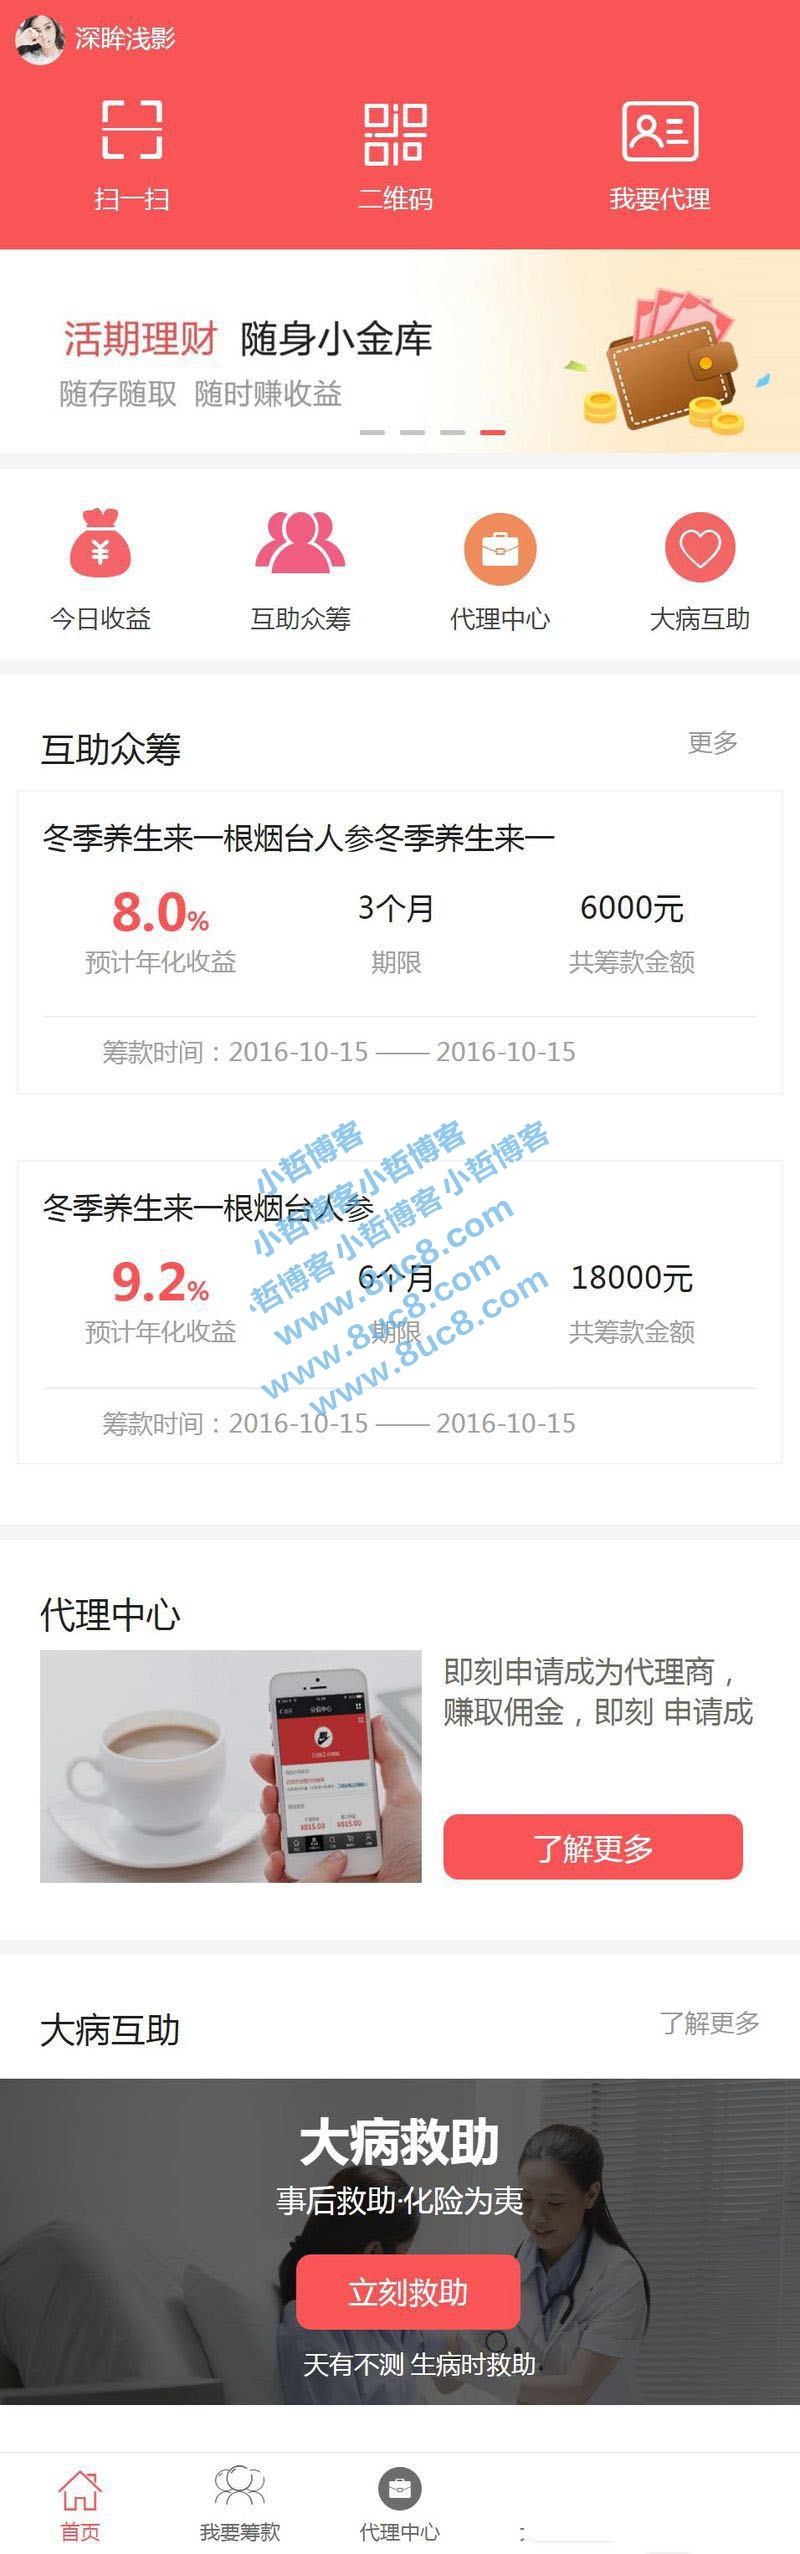 深眸浅影
扫一扫 二维码 我要代理
活期理财 随身小金库
随存随取 随时赚收益
今日收益 互助众筹 代理中心 大病互助
互助众筹 更多
冬季养生来一根烟台人参冬季养生来一
8.0% 3个月 6000元
预计年化收益 期限 共筹款金额
筹款时间：2016-10-15 —— 2016-10-15
小哲博客
小哲博客小哲博客
小哲博客 小哲博客 小哲博客
www.8uc8.com
www.8uc8.com
www.8uc8.com
冬季养生来一根烟台人参
9.2% 6个月 18000元
预计年化收益 期限 共筹款金额
筹款时间：2016-10-15 —— 2016-10-15
代理中心
即刻申请成为代理商，
赚取佣金，即刻 申请成
分销中心
¥815.00 ¥815.00
了解更多
大病互助 了解更多
大病救助
事后救助·化险为夷
立刻救助
天有不测 生病时救助
首页 我要筹款 代理中心